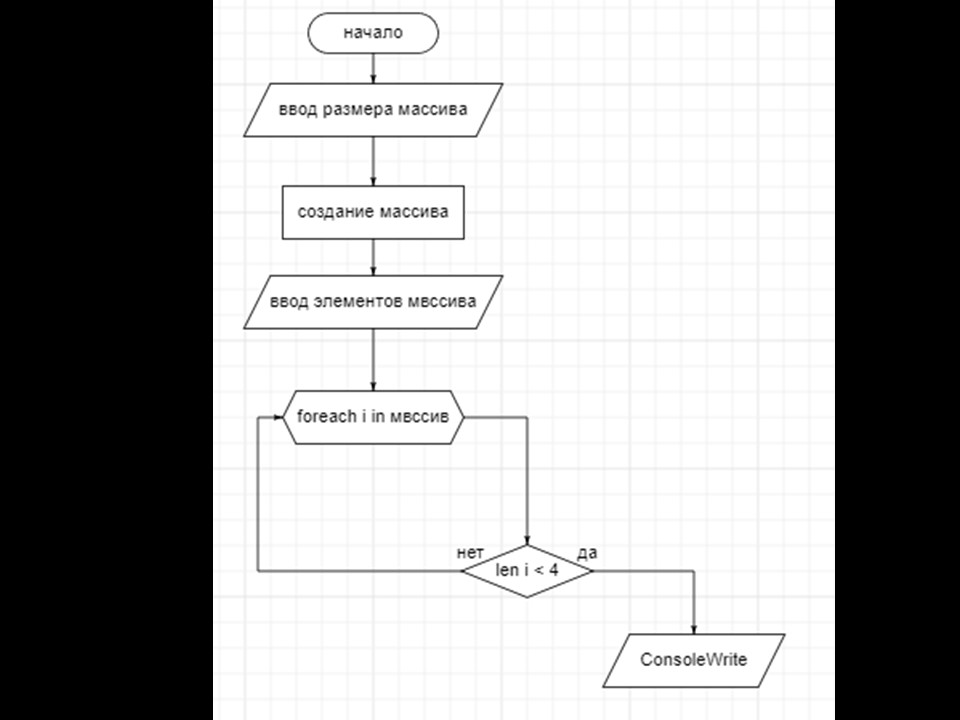 начало
ввод размера массива
создание массива
ввод элементов мвссива
foreach i in мвссив
нет
да
len i < 4
ConsoleWrite